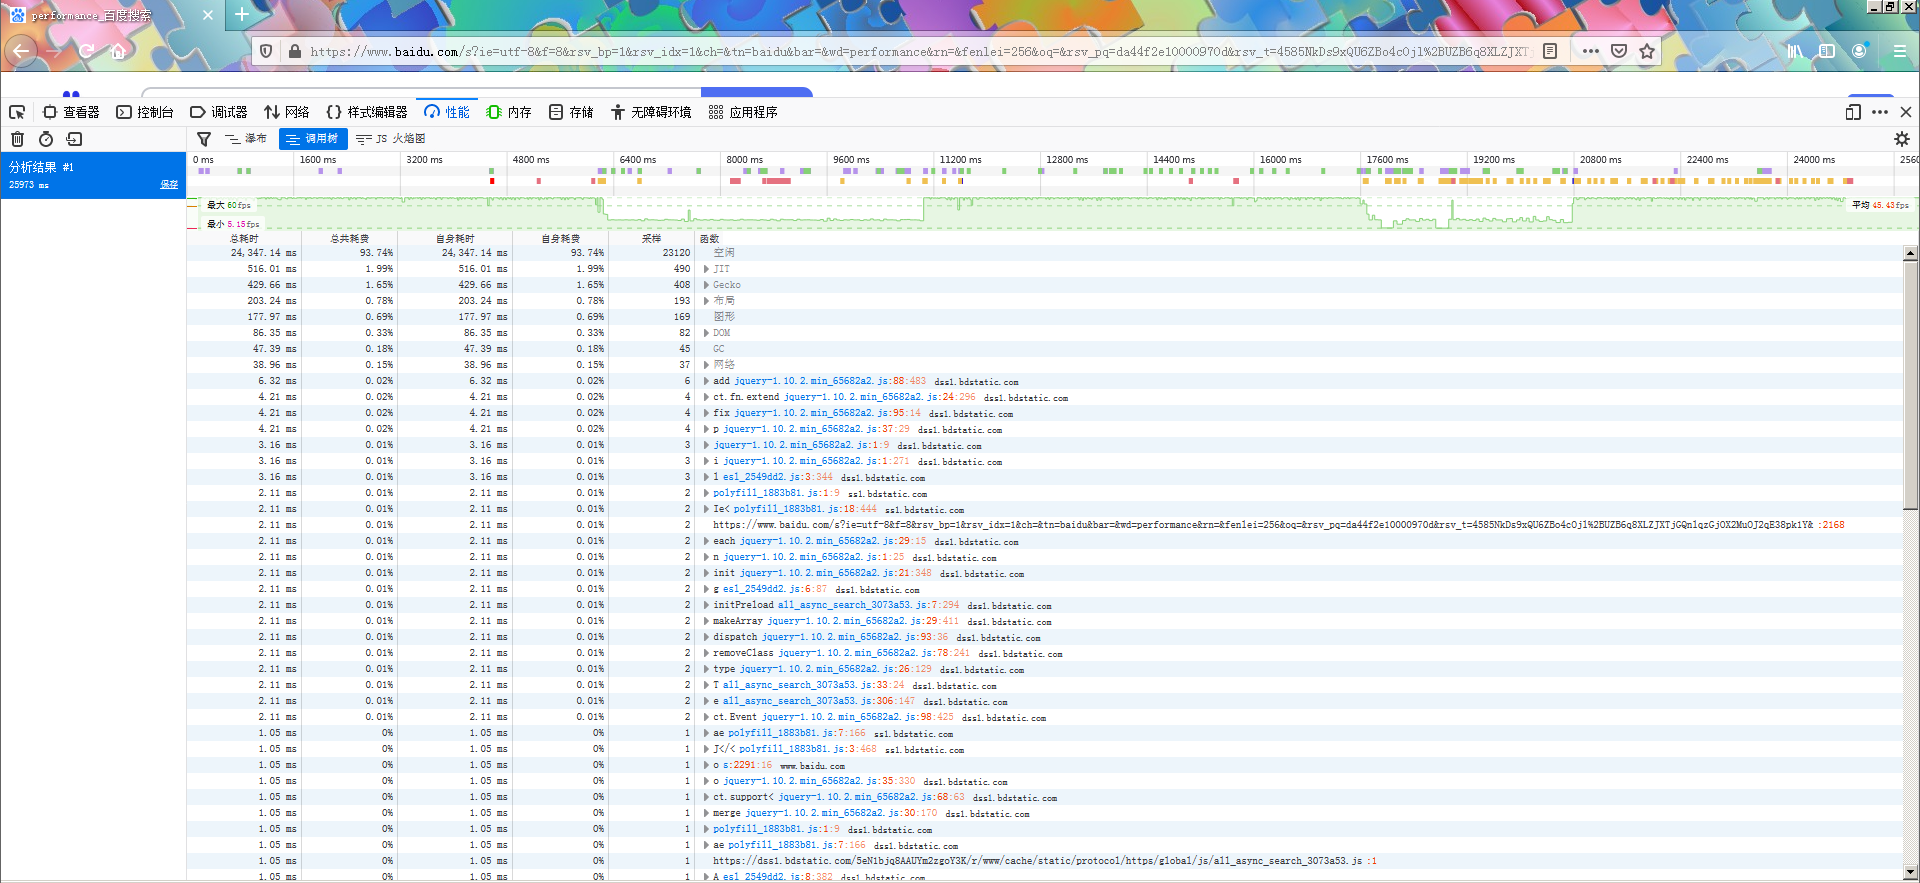 performance_百度搜索
https://www.baidu.com/s?ie=utf-8&f=8&rsv_bp=1&rsv_idx=1&ch=&tn=baidu&bar=&wd=performance&rn=&fenlei=256&oq=&rsv_pq=da44f2e10000970d&rsv_t=4585NkDs9xQU6ZBo4cOjl%2BUZB6q8XLZJXT
查看器 控制台 调试器 网络 样式编辑器 性能 内存 存储 无障碍环境 应用程序
瀑布 调用树 JS 火焰图
分析结果 #1
25973 ms 保存
0 ms 1600 ms 3200 ms 4800 ms 6400 ms 8000 ms 9600 ms 11200 ms 12800 ms 14400 ms 16000 ms 17600 ms 19200 ms 20800 ms 22400 ms 24000 ms 2560
最大 60fps
平均 45.43fps
最小 5.15fps
总耗时 总共耗费 自身耗时 自身耗费 采样 函数
24,347.14 ms 93.74% 24,347.14 ms 93.74% 23120 空闲
516.01 ms 1.99% 516.01 ms 1.99% 490 JIT
429.66 ms 1.65% 429.66 ms 1.65% 408 Gecko
203.24 ms 0.78% 203.24 ms 0.78% 193 布局
177.97 ms 0.69% 177.97 ms 0.69% 169 图形
86.35 ms 0.33% 86.35 ms 0.33% 82 DOM
47.39 ms 0.18% 47.39 ms 0.18% 45 GC
38.96 ms 0.15% 38.96 ms 0.15% 37 网络
6.32 ms 0.02% 6.32 ms 0.02% 6 add jquery-1.10.2.min_65682a2.js:88:483 dss1.bdstatic.com
4.21 ms 0.02% 4.21 ms 0.02% 4 ct.fn.extend jquery-1.10.2.min_65682a2.js:24:296 dss1.bdstatic.com
4.21 ms 0.02% 4.21 ms 0.02% 4 fix jquery-1.10.2.min_65682a2.js:95:14 dss1.bdstatic.com
4.21 ms 0.02% 4.21 ms 0.02% 4 p jquery-1.10.2.min_65682a2.js:37:29 dss1.bdstatic.com
3.16 ms 0.01% 3.16 ms 0.01% 3 jquery-1.10.2.min_65682a2.js:1:9 dss1.bdstatic.com
3.16 ms 0.01% 3.16 ms 0.01% 3 i jquery-1.10.2.min_65682a2.js:1:271 dss1.bdstatic.com
3.16 ms 0.01% 3.16 ms 0.01% 3 l esl_2549dd2.js:3:344 dss1.bdstatic.com
2.11 ms 0.01% 2.11 ms 0.01% 2 polyfill_1883b81.js:1:9 ss1.bdstatic.com
2.11 ms 0.01% 2.11 ms 0.01% 2 Ie< polyfill_1883b81.js:18:444 ss1.bdstatic.com
2.11 ms 0.01% 2.11 ms 0.01% 2 https://www.baidu.com/s?ie=utf-8&f=8&rsv_bp=1&rsv_idx=1&ch=&tn=baidu&bar=&wd=performance&rn=&fenlei=256&oq=&rsv_pq=da44f2e10000970d&rsv_t=4585NkDs9xQU6ZBo4cOjl%2BUZB6q8XLZJXTjGQn1qzGjOX2MuOJ2qE38pk1Y& :2168
2.11 ms 0.01% 2.11 ms 0.01% 2 each jquery-1.10.2.min_65682a2.js:29:15 dss1.bdstatic.com
2.11 ms 0.01% 2.11 ms 0.01% 2 n jquery-1.10.2.min_65682a2.js:1:25 dss1.bdstatic.com
2.11 ms 0.01% 2.11 ms 0.01% 2 init jquery-1.10.2.min_65682a2.js:21:348 dss1.bdstatic.com
2.11 ms 0.01% 2.11 ms 0.01% 2 g esl_2549dd2.js:6:87 dss1.bdstatic.com
2.11 ms 0.01% 2.11 ms 0.01% 2 initPreload all_async_search_3073a53.js:7:294 dss1.bdstatic.com
2.11 ms 0.01% 2.11 ms 0.01% 2 makeArray jquery-1.10.2.min_65682a2.js:29:411 dss1.bdstatic.com
2.11 ms 0.01% 2.11 ms 0.01% 2 dispatch jquery-1.10.2.min_65682a2.js:93:36 dss1.bdstatic.com
2.11 ms 0.01% 2.11 ms 0.01% 2 removeClass jquery-1.10.2.min_65682a2.js:78:241 dss1.bdstatic.com
2.11 ms 0.01% 2.11 ms 0.01% 2 type jquery-1.10.2.min_65682a2.js:26:129 dss1.bdstatic.com
2.11 ms 0.01% 2.11 ms 0.01% 2 T all_async_search_3073a53.js:33:24 dss1.bdstatic.com
2.11 ms 0.01% 2.11 ms 0.01% 2 e all_async_search_3073a53.js:306:147 dss1.bdstatic.com
2.11 ms 0.01% 2.11 ms 0.01% 2 ct.Event jquery-1.10.2.min_65682a2.js:98:425 dss1.bdstatic.com
1.05 ms 0% 1.05 ms 0% 1 ae polyfill_1883b81.js:7:166 ss1.bdstatic.com
1.05 ms 0% 1.05 ms 0% 1 J</< polyfill_1883b81.js:3:468 ss1.bdstatic.com
1.05 ms 0% 1.05 ms 0% 1 o s:2291:16 www.baidu.com
1.05 ms 0% 1.05 ms 0% 1 o jquery-1.10.2.min_65682a2.js:35:330 dss1.bdstatic.com
1.05 ms 0% 1.05 ms 0% 1 ct.support< jquery-1.10.2.min_65682a2.js:68:63 dss1.bdstatic.com
1.05 ms 0% 1.05 ms 0% 1 merge jquery-1.10.2.min_65682a2.js:30:170 dss1.bdstatic.com
1.05 ms 0% 1.05 ms 0% 1 polyfill_1883b81.js:1:9 dss1.bdstatic.com
1.05 ms 0% 1.05 ms 0% 1 ae polyfill_1883b81.js:7:166 dss1.bdstatic.com
1.05 ms 0% 1.05 ms 0% 1 https://dss1.bdstatic.com/5eN1bjq8AAUYm2zgoY3K/r/www/cache/static/protocol/https/global/js/all_async_search_3073a53.js :1
1.05 ms 0% 1.05 ms 0% 1 A esl_2549dd2.js:8:382 dss1.bdstatic.com